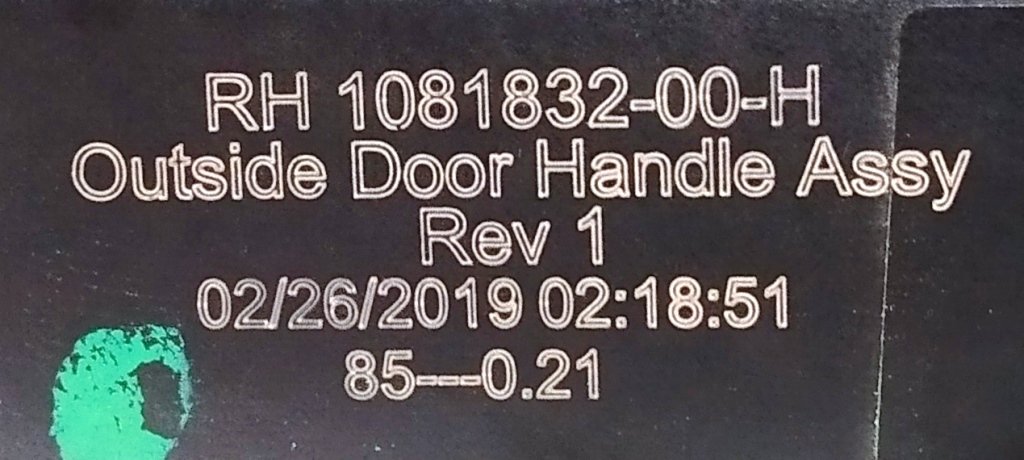 RH 1081832-00-H
Outside Door Handle Assy
Rev 1
02/26/2019 02:18:51
85---0.21